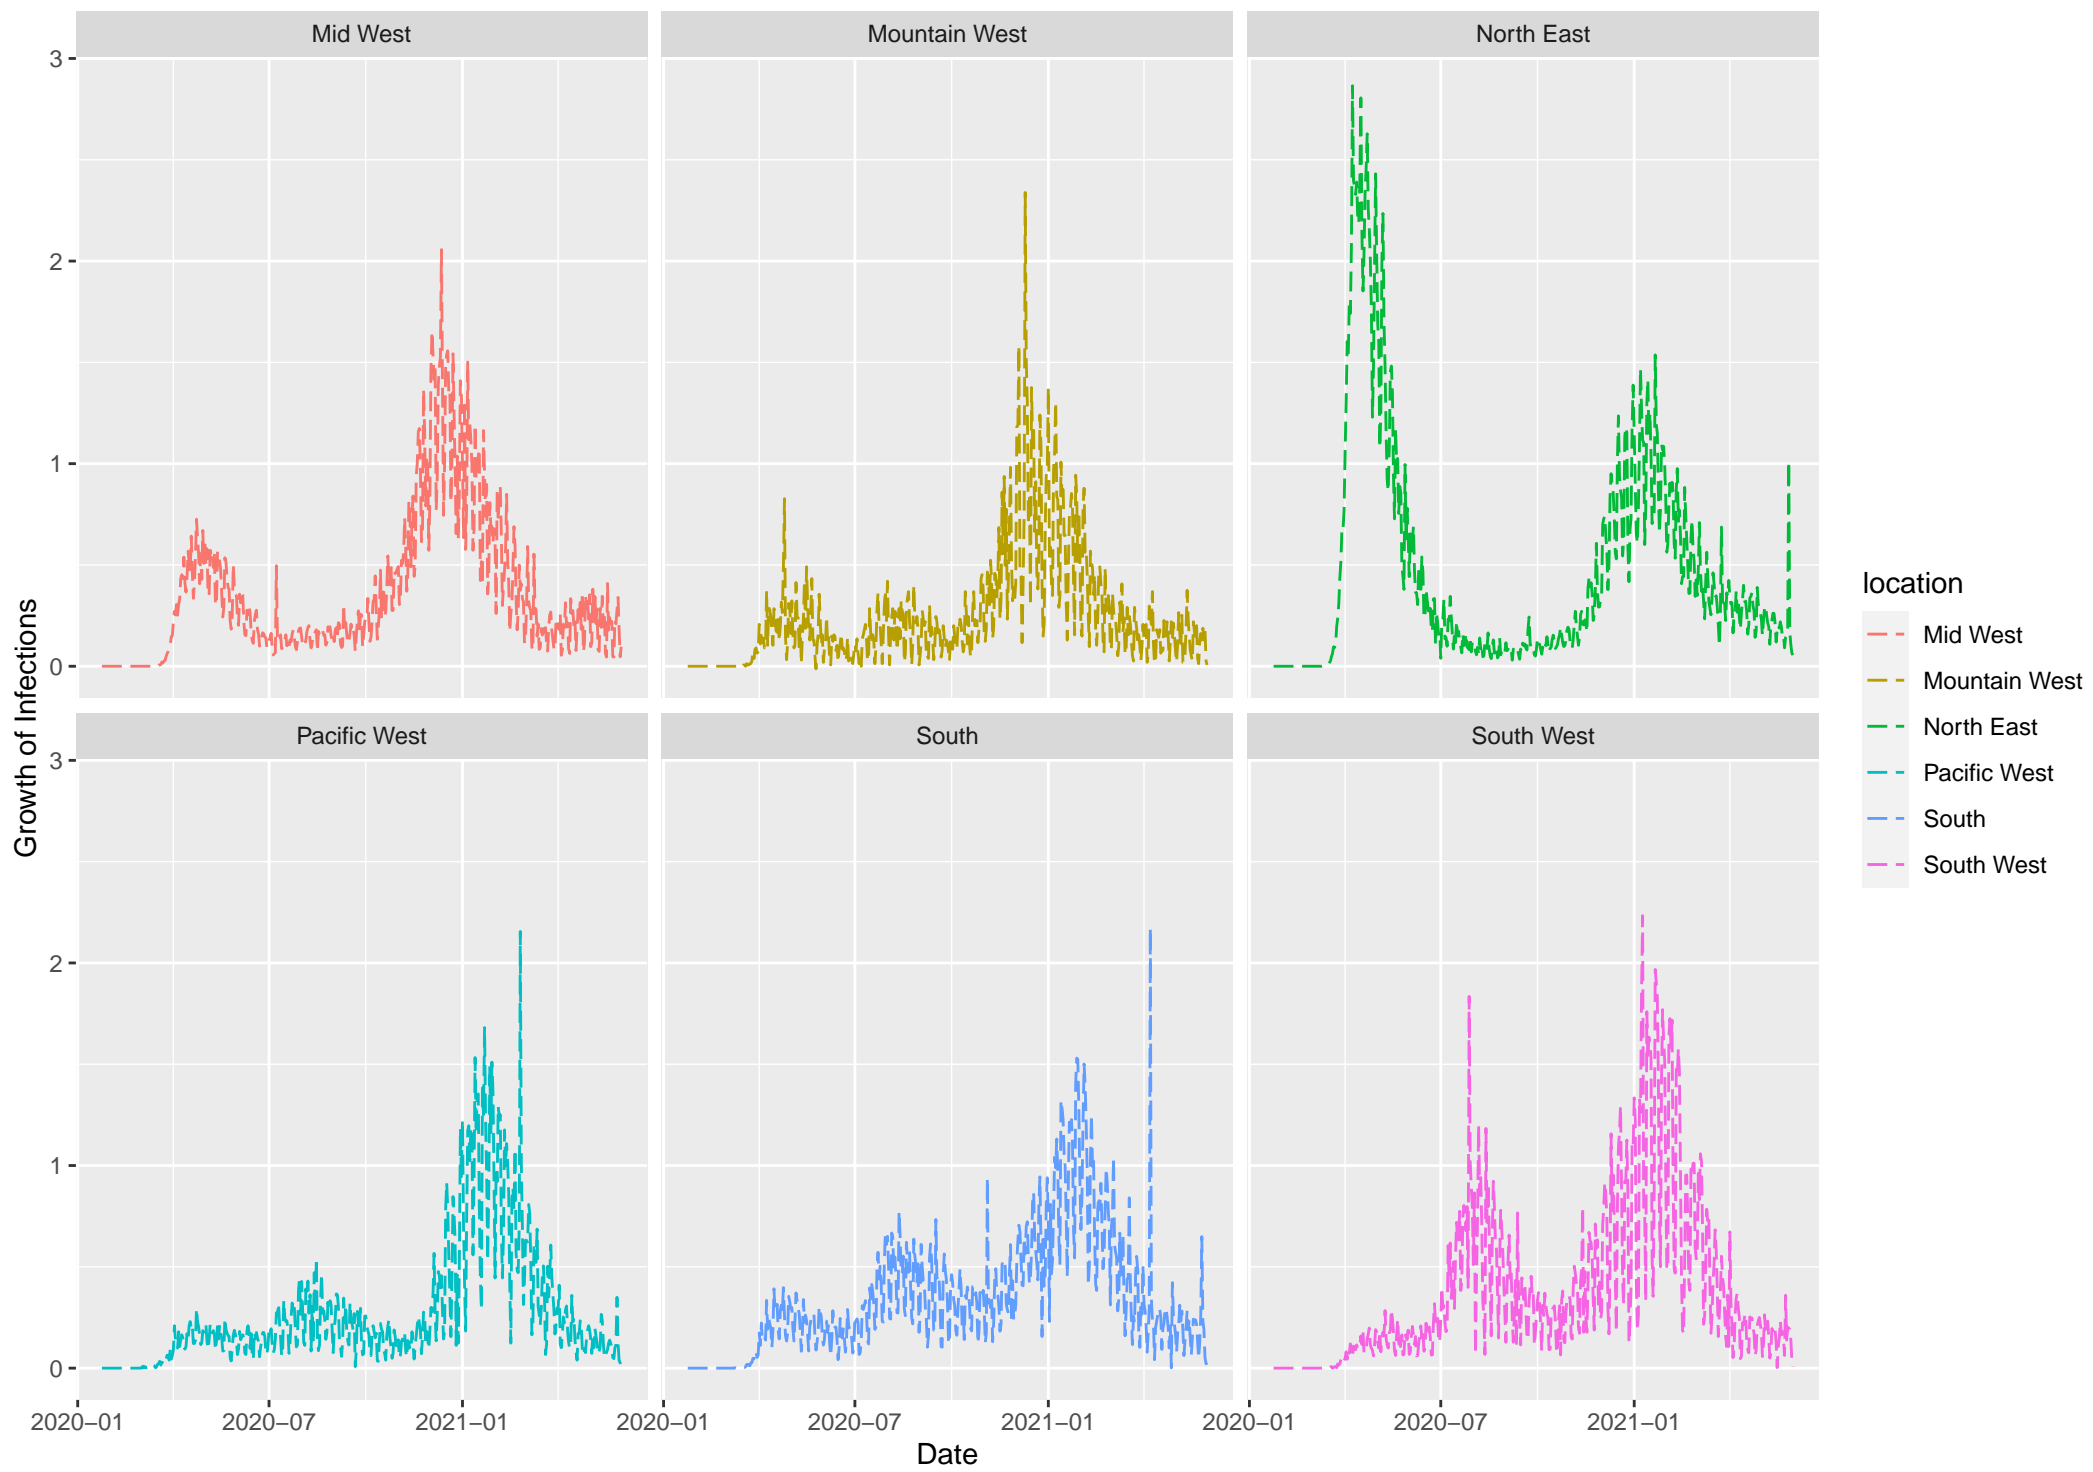 Mid West
Mountain West
North East
3
2
1
0
Growth of Infections
Pacific West
South
South West
3
2
1
0
2020−01
2020−07
2021−01
2020−01
2020−07
2021−01
2020−01
2020−07
2021−01
Date
location
Mid West
Mountain West
North East
Pacific West
South
South West